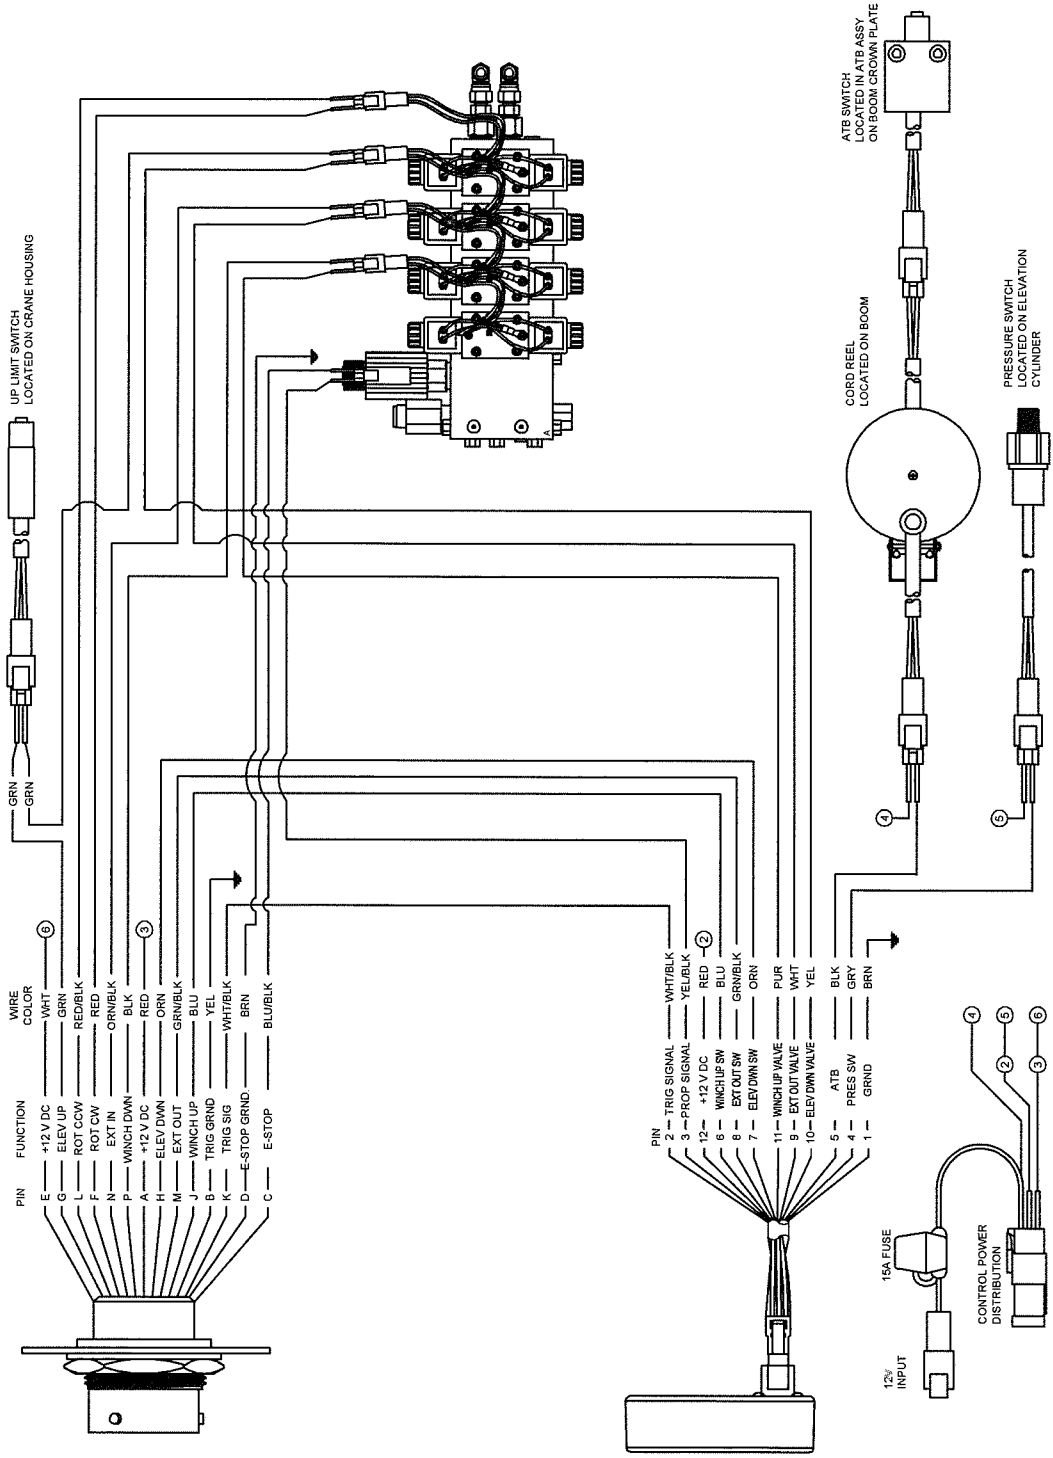 PIN FUNCTION WIRE
COLOR
GRN
GRN
UP LIMIT SWITCH
LOCATED ON CRANE HOUSING
E +12 V DC WHT 6
G ELEV UP GRN
L ROT CCW RED/BLK
F ROT CW RED
N EXT IN ORN/BLK
P WINCH DWN BLK
A +12 V DC RED 3
H ELEV DWN ORN
M EXT OUT GRN/BLK
J WINCH UP BLU
B TRIG GRND YEL
K TRIG SIG WHT/BLK
D E-STOP GRND. BRN
C E-STOP BLU/BLK
A
PIN
2 TRIG SIGNAL WHT/BLK
3 PROP SIGNAL YEL/BLK
12 +12 V DC RED 2
6 WINCH UP SW BLU
8 EXT OUT SW GRN/BLK
7 ELEV DWN SW ORN
11 WINCH UP VALVE PUR
9 EXT OUT VALVE WHT
10 ELEV DWN VALVE YEL
5 ATB BLK
4 PRES SW GRY
1 GRND BRN
4
CORD REEL
LOCATED ON BOOM
ATB SWITCH
LOCATED IN ATB ASSY
ON BOOM CROWN PLATE
5
PRESSURE SWITCH
LOCATED ON ELEVATION
CYLINDER
12V
INPUT
15A FUSE
CONTROL POWER
DISTRIBUTION
4
2 5
3 6